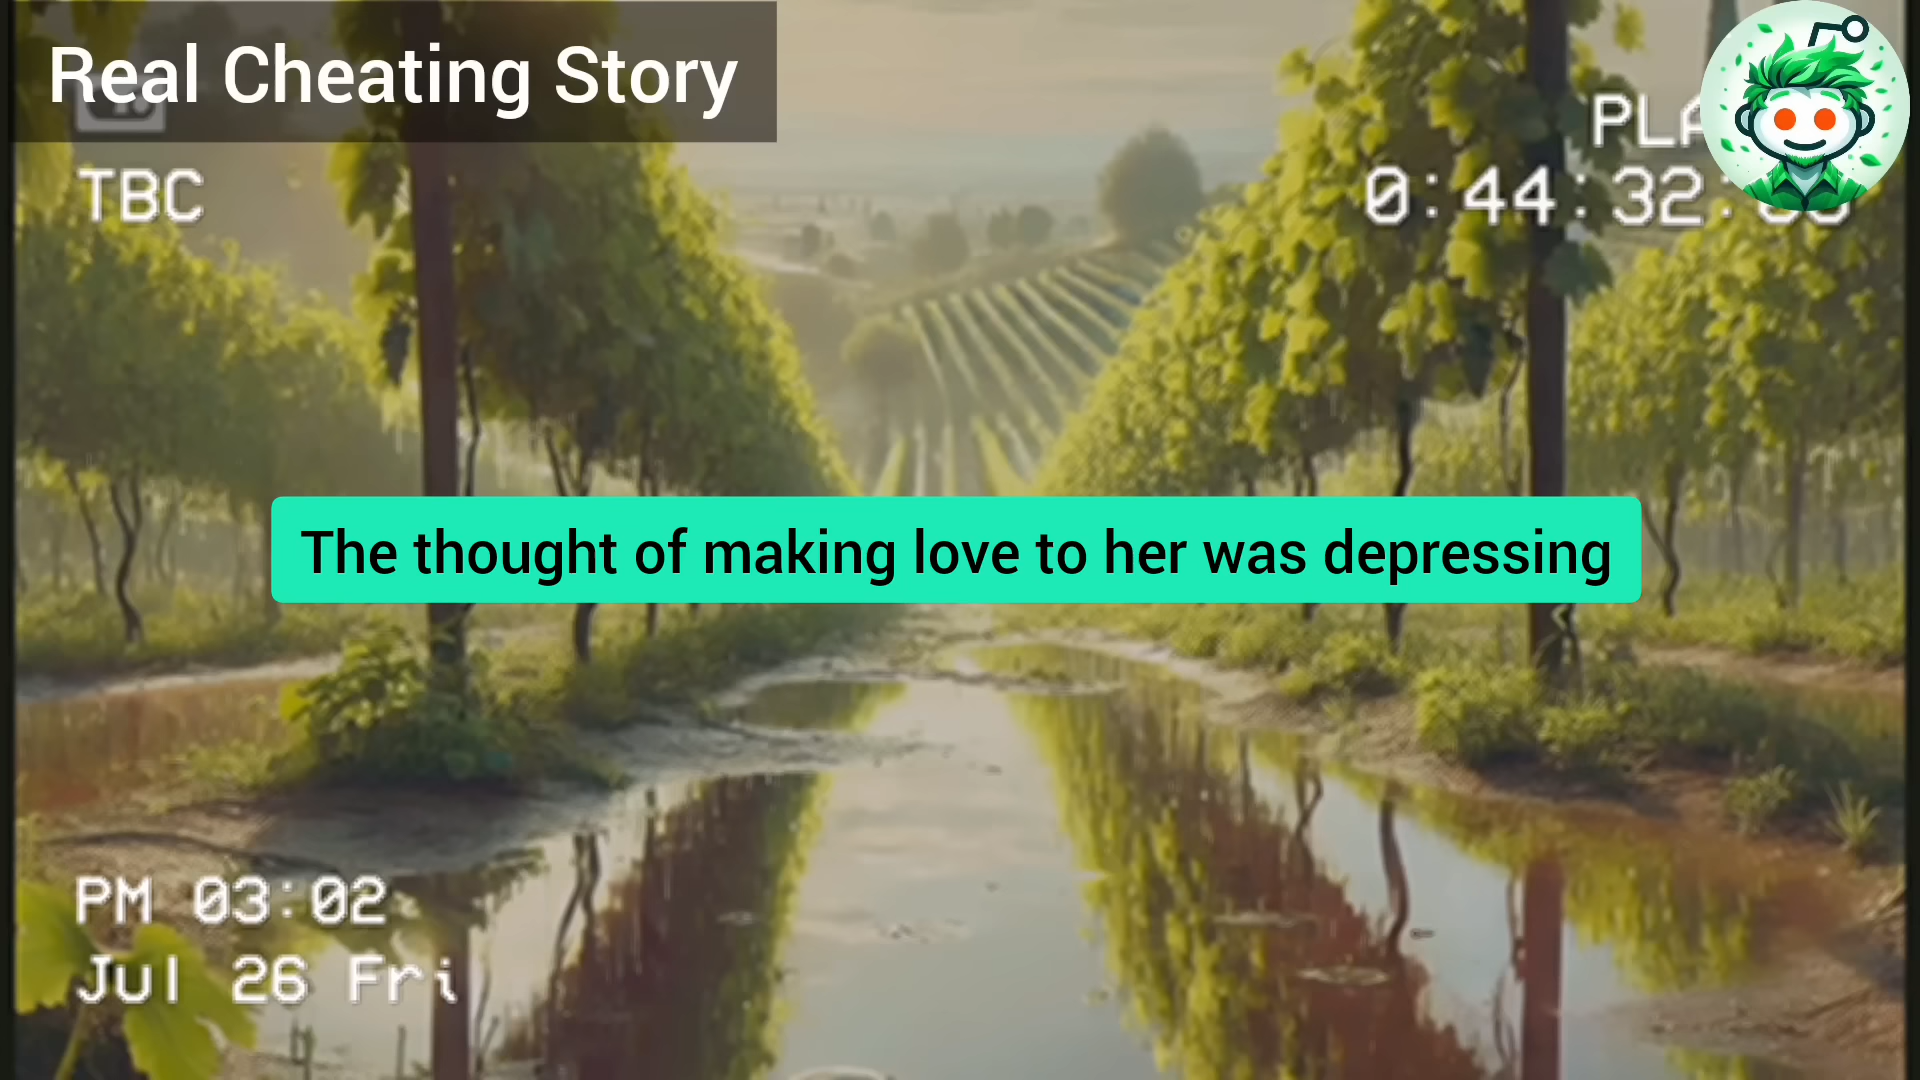 Real Cheating Story
TBC
0:44:32:
The thought of making love to her was depressing
PM 03:02
Jul 26 Fri